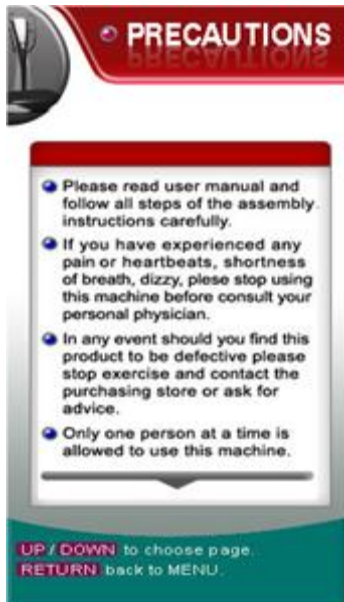 PRECAUTIONS
Please read user manual and
follow all steps of the assembly.
instructions carefully.
If you have experienced any
pain or heartbeats, shortness
of breath, dizzy, plese stop using
this machine before consult your
personal physician.
In any event should you find this
product to be defective please
stop exercise and contact the
purchasing store or ask for
advice.
Only one person at a time is
allowed to use this machine.
UP / DOWN to choose page.
RETURN back to MENU.